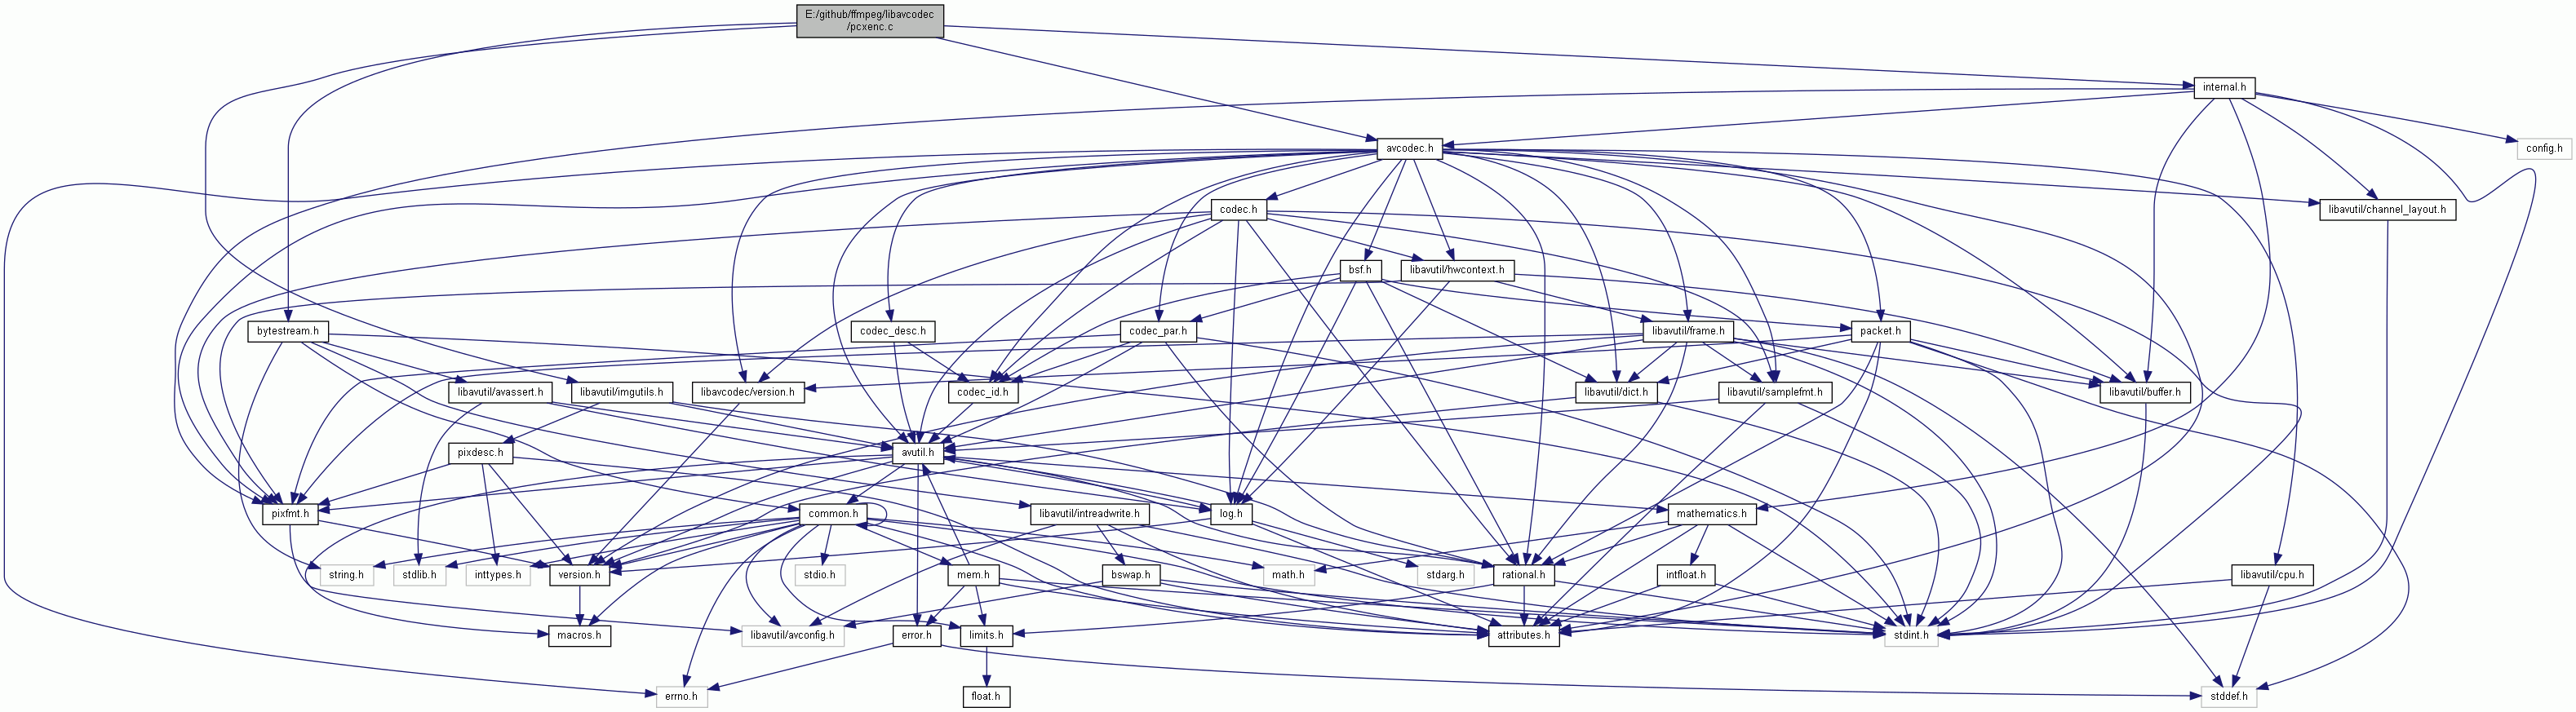 E:/github/ffmpeg/libavcodec
/pcxenc.c
internal.h
avcodec.h
config.h
codec.h
libavutil/channel_layout.h
bsf.h
libavutil/hwcontext.h
bytestream.h
codec_desc.h
codec_par.h
libavutil/frame.h
packet.h
libavutil/avassert.h
libavutil/imgutils.h
libavcodec/version.h
codec_id.h
libavutil/dict.h
libavutil/samplefmt.h
libavutil/buffer.h
pixdesc.h
avutil.h
pixfmt.h
common.h
libavutil/intreadwrite.h
log.h
mathematics.h
string.h
stdlib.h
inttypes.h
version.h
stdio.h
mem.h
bswap.h
math.h
stdarg.h
rational.h
intfloat.h
libavutil/cpu.h
macros.h
libavutil/avconfig.h
error.h
limits.h
attributes.h
stdint.h
errno.h
float.h
stddef.h